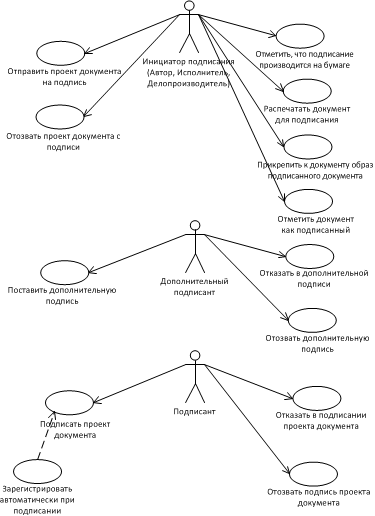 Инициатор подписания
(Автор, Исполнитель,
Делопроизводитель)
Отправить проект документа
на подпись
Отозвать проект документа с
подписи
Отметить, что подписание
производится на бумаге
Распечатать документ
для подписания
Прикрепить к документу образ
подписанного документа
Отметить документ
как подписанный
Дополнительный
подписант
Поставить дополнительную
подпись
Отказать в дополнительной
подписи
Отозвать дополнительную
подпись
Подписант
Подписать проект
документа
Отказать в подписании
проекта документа
Зарегистрировать
автоматически при
подписании
Отозвать подпись проекта
документа